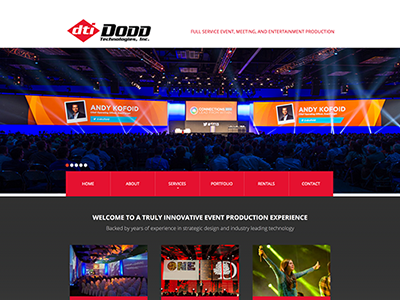 dti DODD
Technologies, Inc.
FULL SERVICE EVENT, MEETING, AND ENTERTAINMENT PRODUCTION
ANDY KOFOID
CONNECTIONS
ANDY KOFOID
HOME ABOUT SERVICES PORTFOLIO RENTALS CONTACT
WELCOME TO A TRULY INNOVATIVE EVENT PRODUCTION EXPERIENCE
Backed by years of experience in strategic design and industry leading technology
ONE